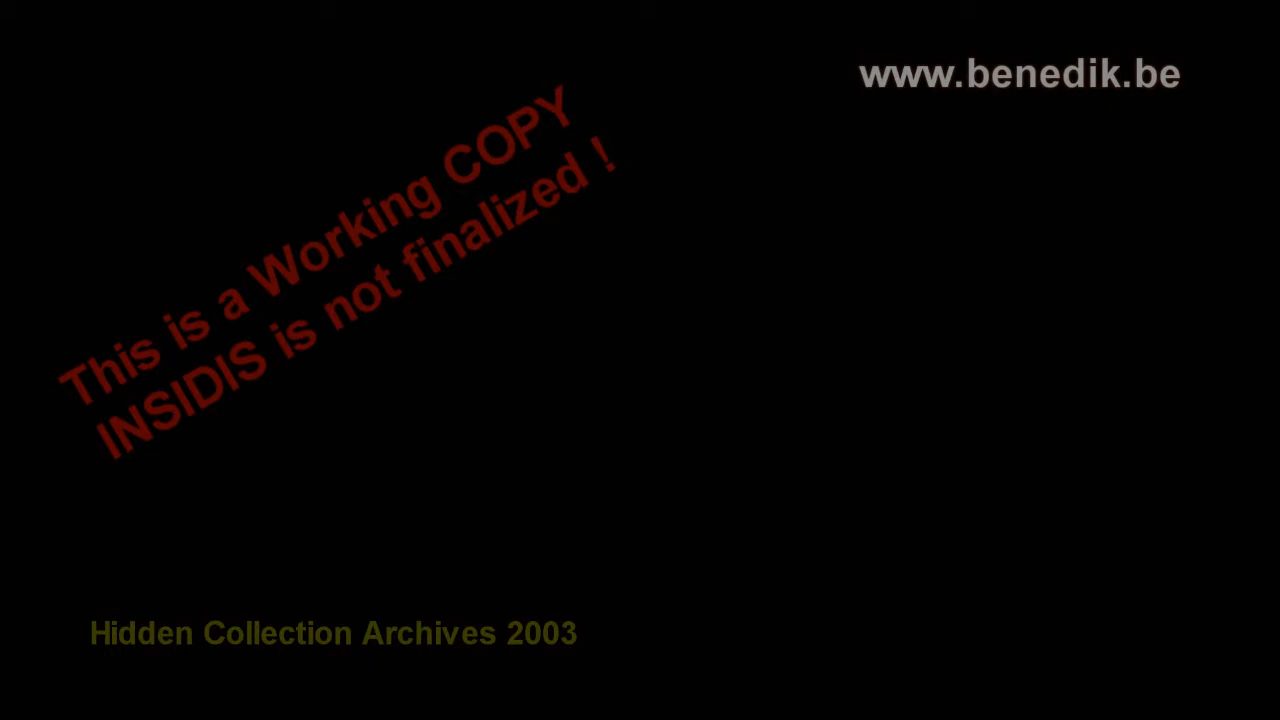 www.benedik.be
This is a Working COPY
INSIDIS is not finalized !
Hidden Collection Archives 2003